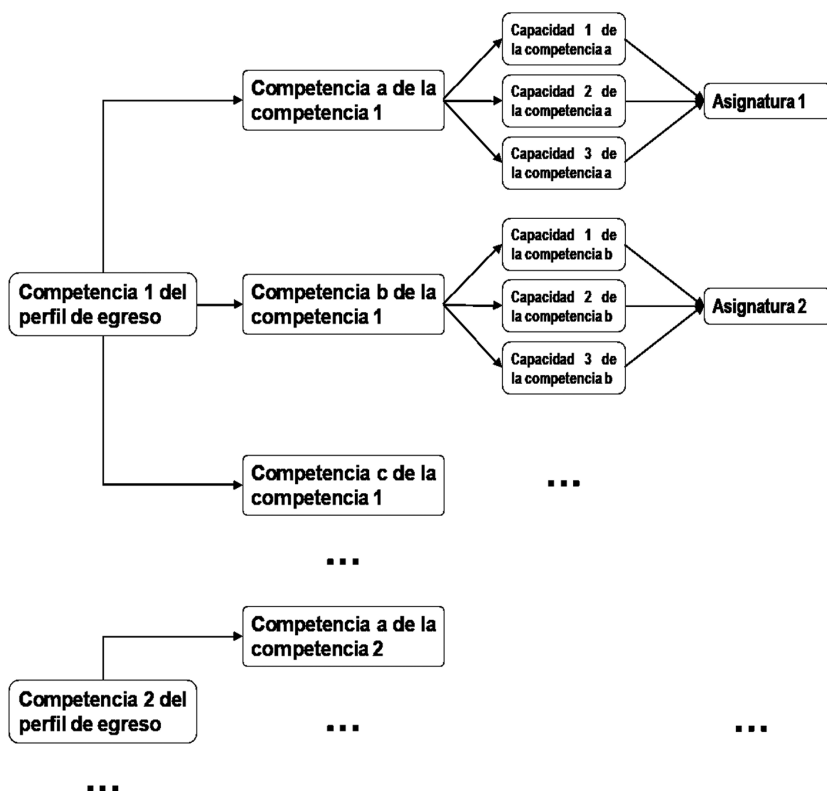 Capacidad 1 de
la competencia a
Competencia a de la
competencia 1
Capacidad 2 de
la competencia a
Asignatura 1
Capacidad 3 de
la competencia a
Capacidad 1 de
la competencia b
Competencia 1 del
perfil de egreso
Competencia b de la
competencia 1
Capacidad 2 de
la competencia b
Asignatura 2
Capacidad 3 de
la competencia b
Competencia c de la
competencia 1
...
...
Competencia a de la
competencia 2
Competencia 2 del
perfil de egreso
...
...
...